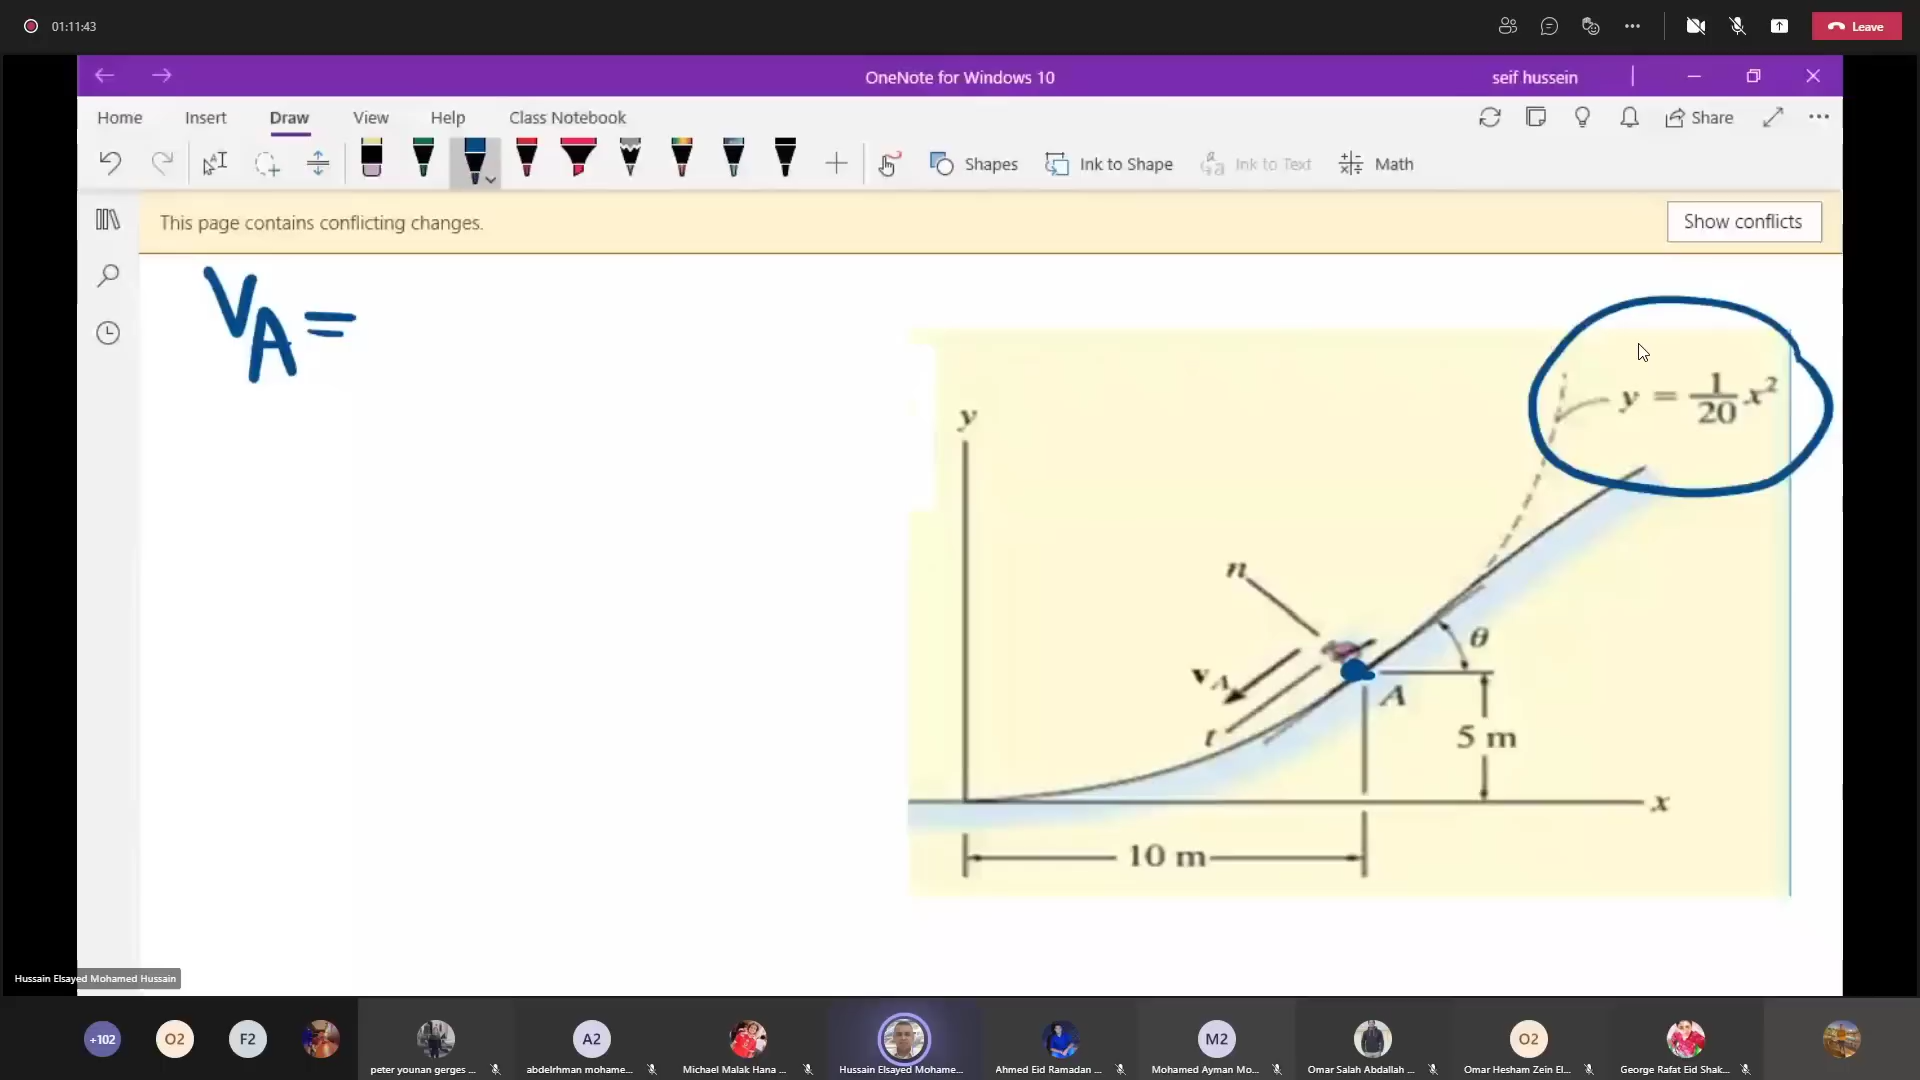 01:11:43
Leave
OneNote for Windows 10
seif hussein
Home Insert Draw View Help Class Notebook
Share
Shapes Ink to Shape Ink to Text Math
This page contains conflicting changes.
Show conflicts
VA =
y = 1/20 x²
y
n
θ
vA
A
t
5 m
x
10 m
Hussain Elsayed Mohamed Hussain
+102 O2 F2 A2 M2 O2
peter younan gerges ... abdelrhman mohame... Michael Malak Hana ... Hussain Elsayed Mohame... Ahmed Eid Ramadan ... Mohamed Ayman Mo... Omar Salah Abdallah ... Omar Hesham Zein El... George Rafat Eid Shak...